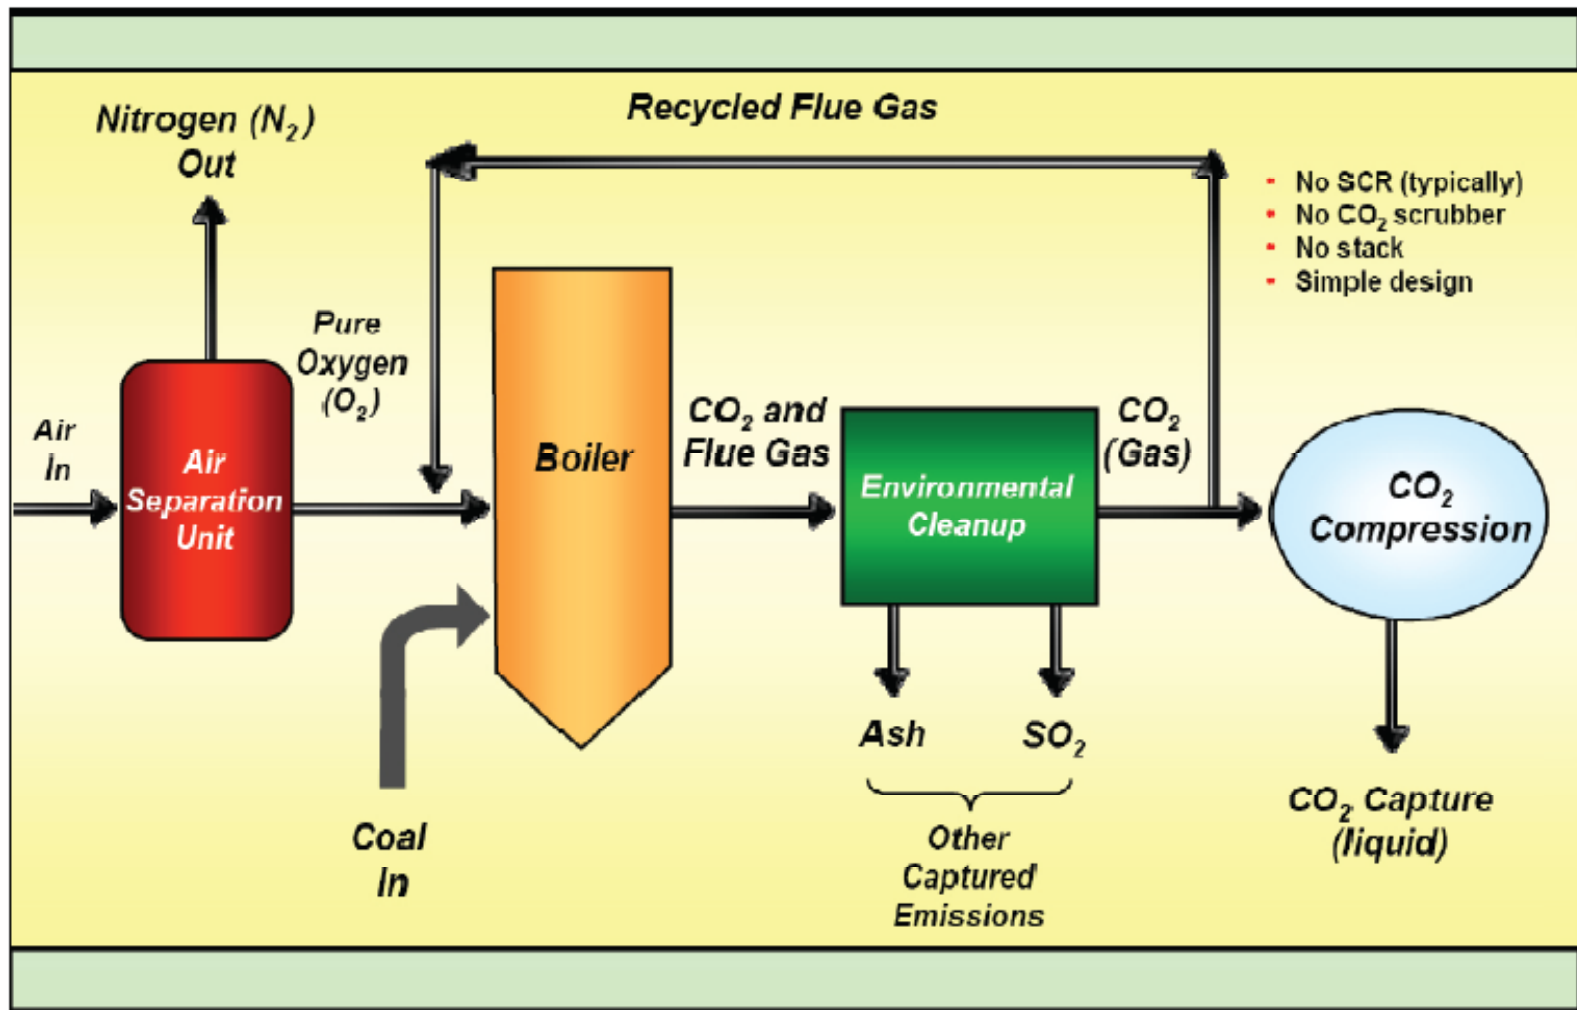 Recycled Flue Gas
Nitrogen (N₂)
Out
- No SCR (typically)
• No CO₂ scrubber
• No stack
- Simple design
Pure
Oxygen
(O₂)
Air
In
Air
Separation
Unit
Boiler
CO₂ and
Flue Gas
Environmental
Cleanup
CO₂
(Gas)
CO₂
Compression
Ash
SO₂
Coal
In
Other
Captured
Emissions
CO₂ Capture
(liquid)